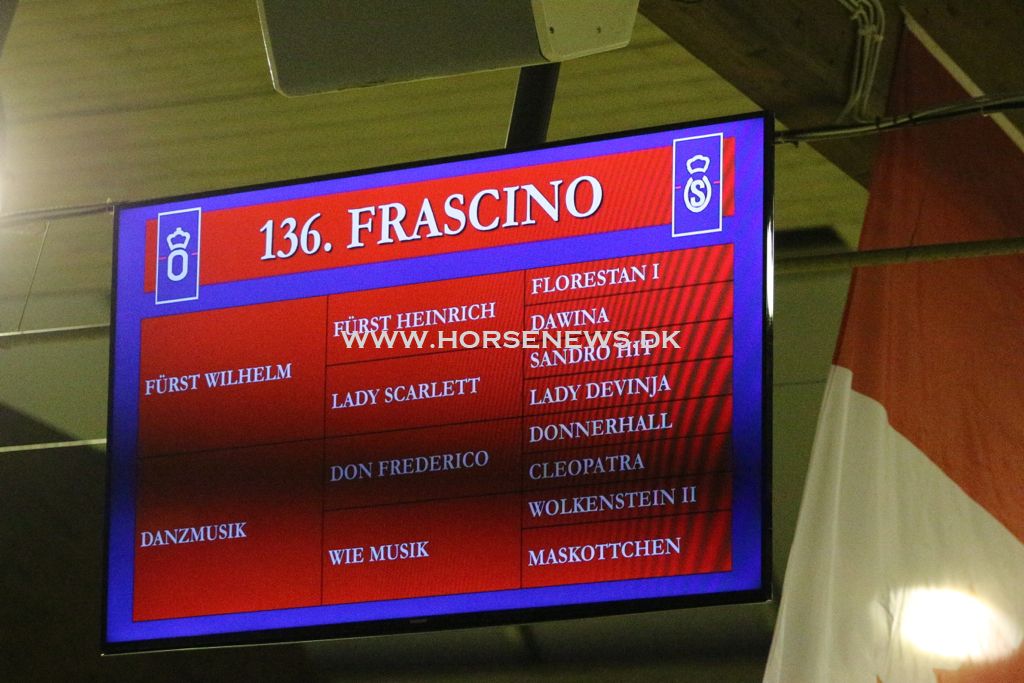 136. FRASCINO
O
S
FÜRST WILHELM
DANZMUSIK
FÜRST HEINRICH
LADY SCARLETT
DON FREDERICO
WIE MUSIK
FLORESTAN I
DAWINA
SANDRO HIT
LADY DEVINJA
DONNERHALL
CLEOPATRA
WOLKENSTEIN II
MASKOTTCHEN
WWW.HORSENEWS.DK